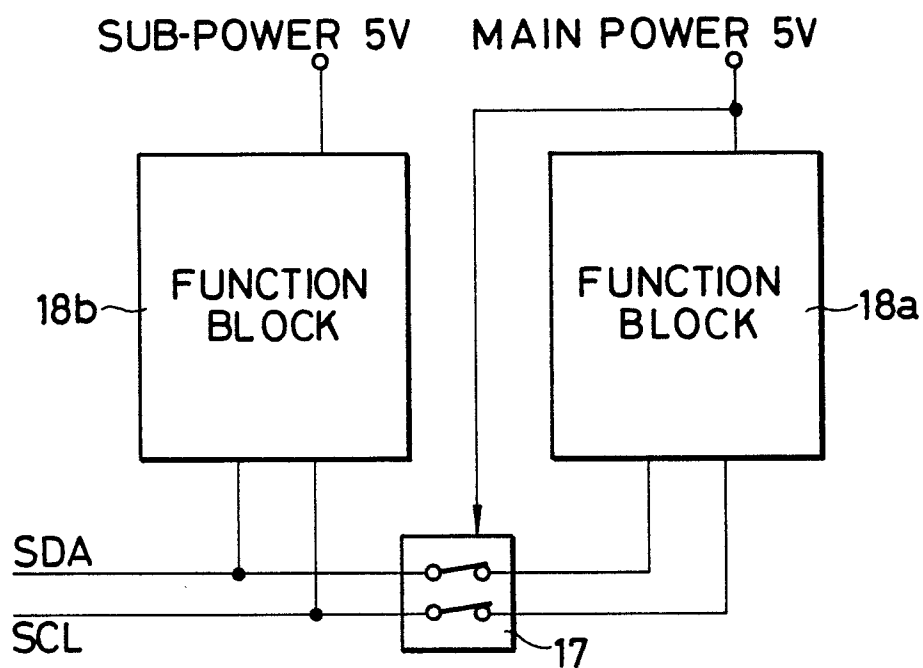 SUB-POWER 5V
MAIN POWER 5V
FUNCTION
BLOCK
18b
FUNCTION
BLOCK
18a
SDA
SCL
17